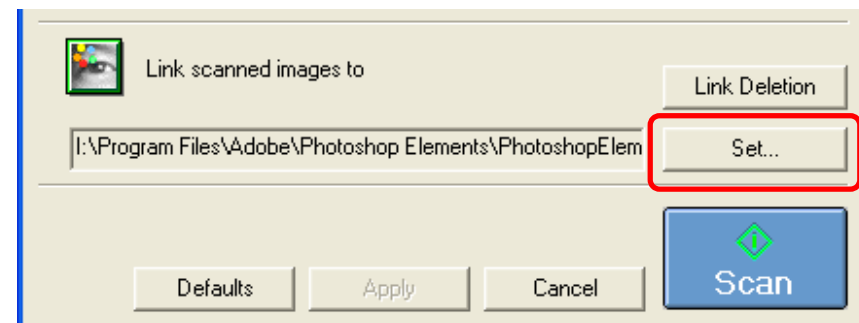 Link scanned images to
Link Deletion
I:\Program Files\Adobe\Photoshop Elements\PhotoshopElem
Set...
Defaults
Apply
Cancel
Scan